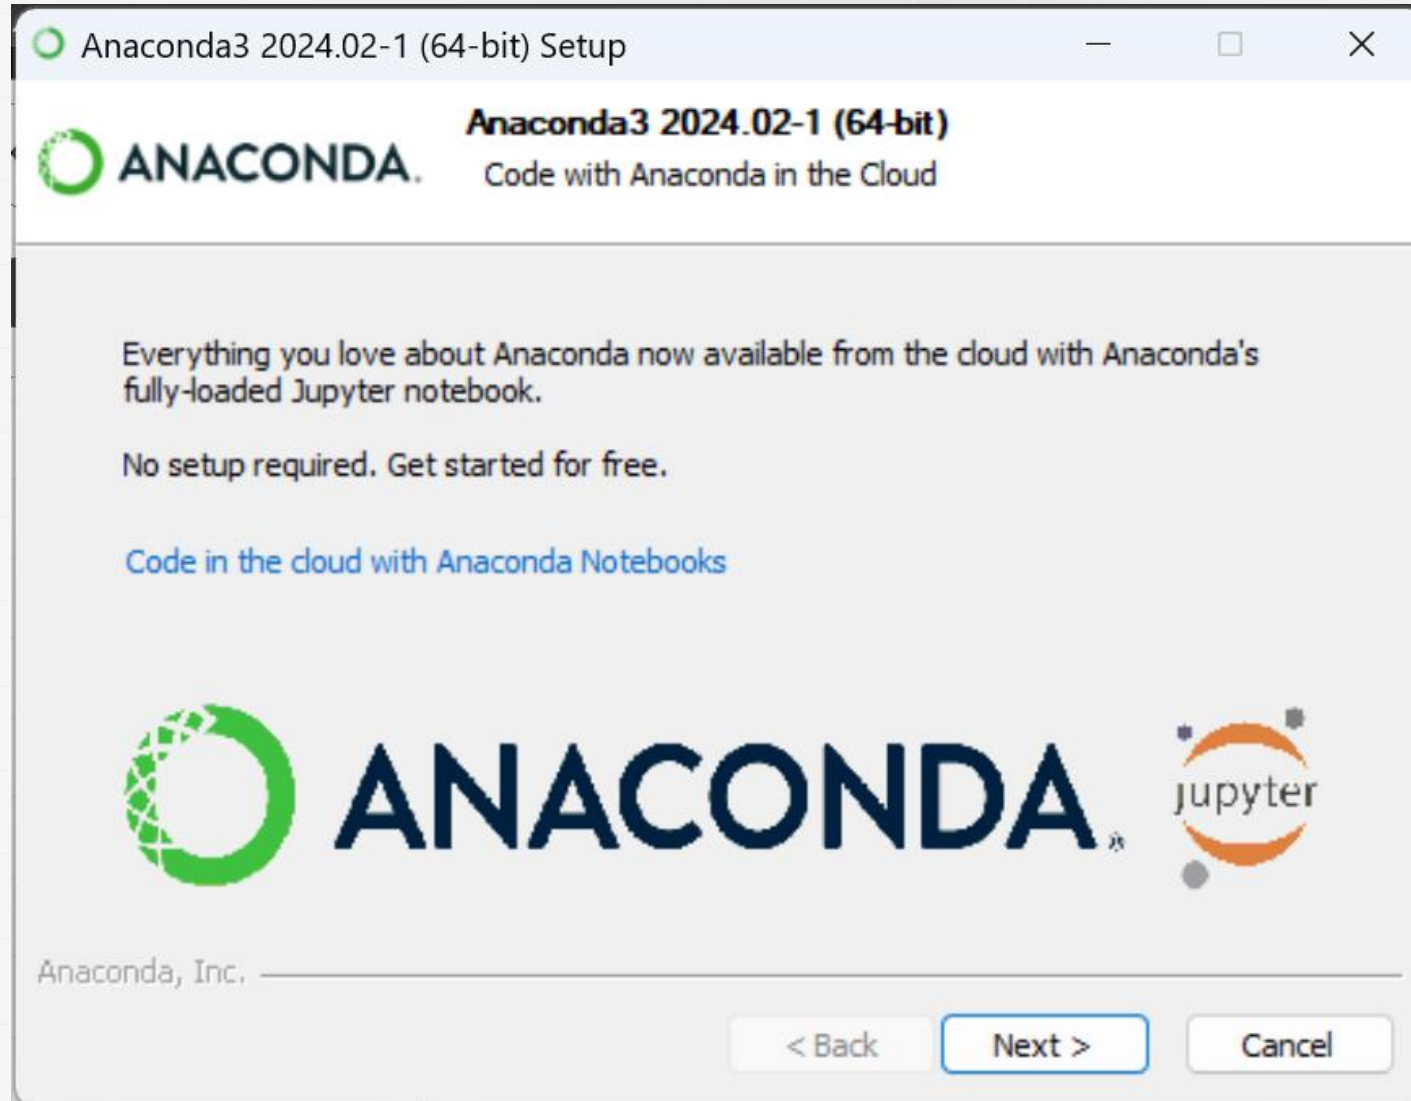 Anaconda3 2024.02-1 (64-bit) Setup
ANACONDA.
Anaconda3 2024.02-1 (64-bit)
Code with Anaconda in the Cloud
Everything you love about Anaconda now available from the cloud with Anaconda's
fully-loaded Jupyter notebook.
No setup required. Get started for free.
Code in the cloud with Anaconda Notebooks
ANACONDA.®
jupyter
Anaconda, Inc.
< Back
Next >
Cancel